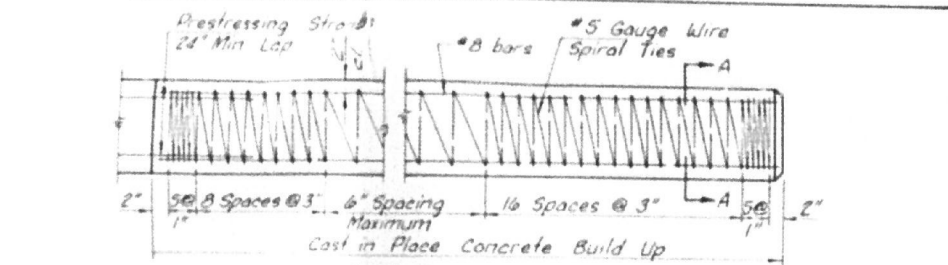 Prestressing Strand
24" Min Lap
#8 bars
#5 Gauge Wire
Spiral Ties
A
2"
5@
1"
8 Spaces @ 3"
6" Spacing
Maximum
16 Spaces @ 3"
A
5@
1"
2"
Cast in Place Concrete Build Up